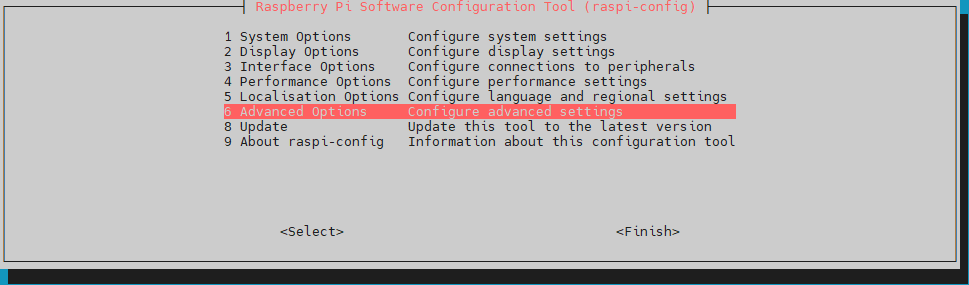 Raspberry Pi Software Configuration Tool (raspi-config)
1 System Options Configure system settings
2 Display Options Configure display settings
3 Interface Options Configure connections to peripherals
4 Performance Options Configure performance settings
5 Localisation Options Configure language and regional settings
6 Advanced Options Configure advanced settings
8 Update Update this tool to the latest version
9 About raspi-config Information about this configuration tool
<Select> <Finish>